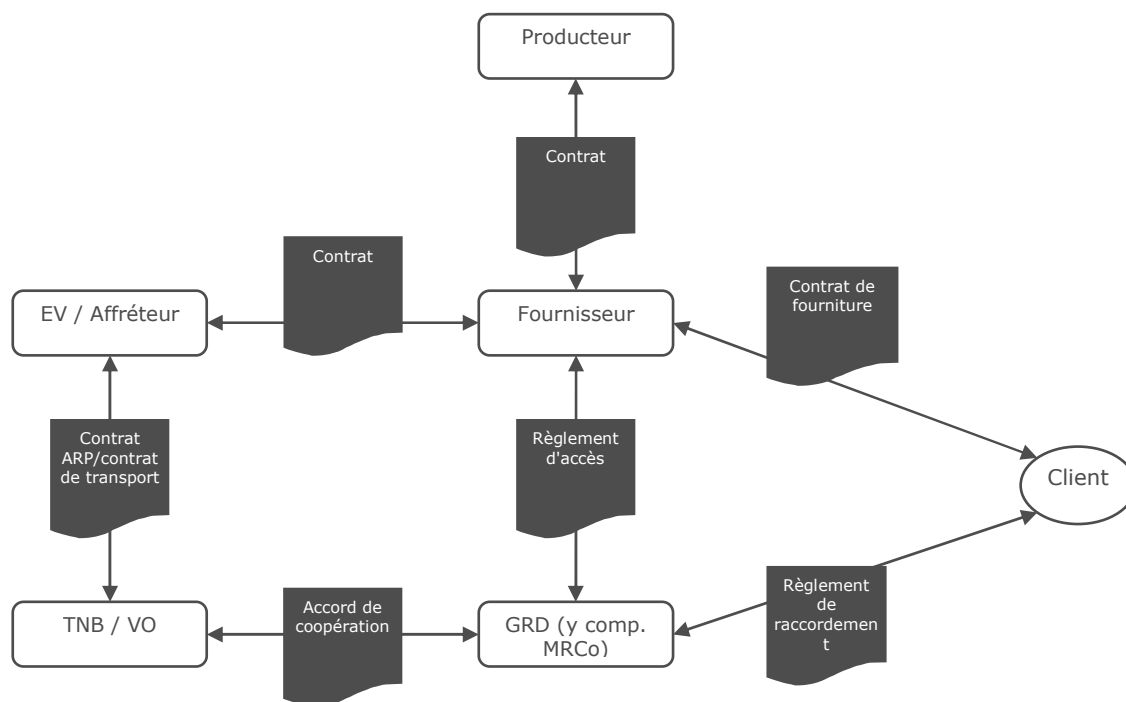 Producteur
Contrat
Contrat
Contrat de
fourniture
EV / Affréteur
Fournisseur
Contrat
ARP/contrat
de transport
Règlement
d'accès
Client
Accord de
coopération
Règlement
de
raccordemen
t
TNB / VO
GRD (y comp.
MRCo)